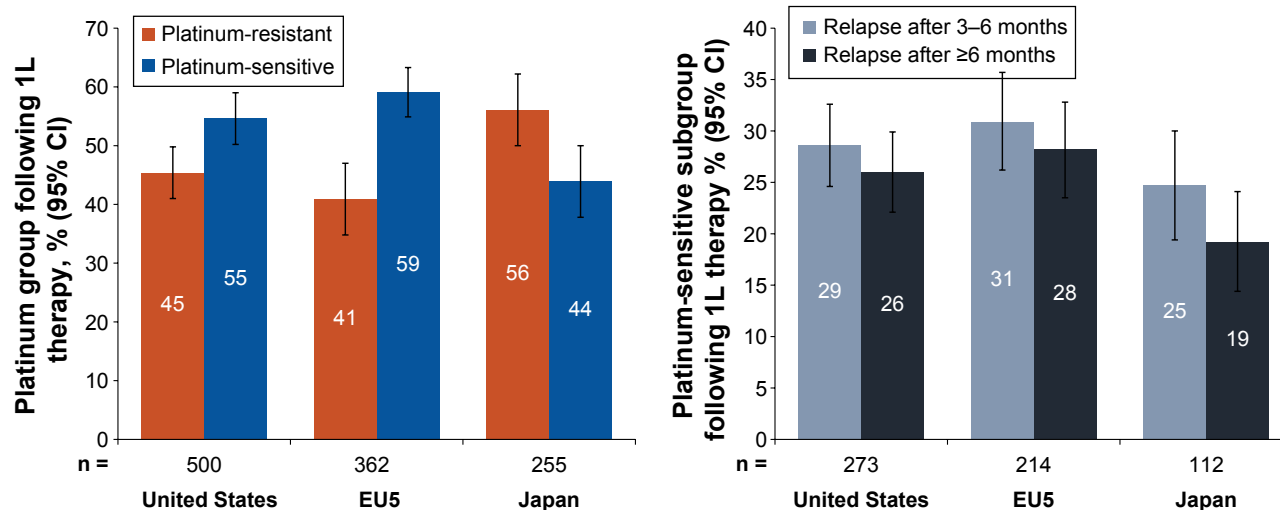 Platinum group following 1L
therapy, % (95% CI)
70
60
50
40
30
20
10
0
Platinum-resistant
Platinum-sensitive
45
55
41
59
56
44
n =
500
362
255
United States
EU5
Japan
Platinum-sensitive subgroup
following 1L therapy % (95% CI)
40
35
30
25
20
15
10
5
0
Relapse after 3–6 months
Relapse after ≥6 months
29
26
31
28
25
19
n =
273
214
112
United States
EU5
Japan